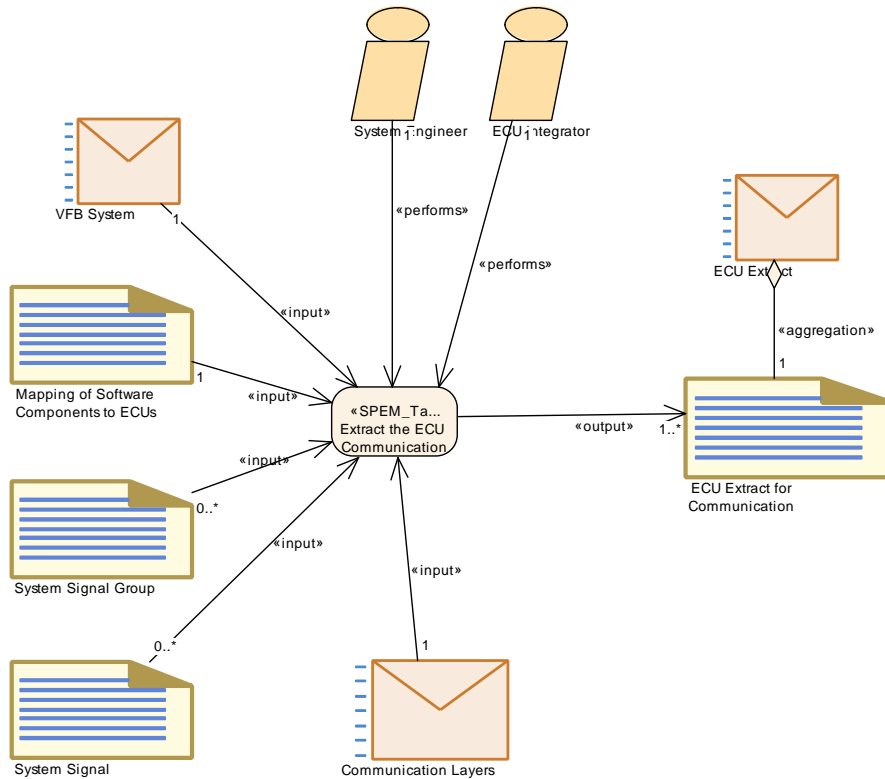 System Engineer
1
ECU Integrator
1
VFB System
1
«performs»
«performs»
ECU Extract
«input»
«aggregation»
1
Mapping of Software
Components to ECUs
1
«input»
«SPEM_Ta...
Extract the ECU
Communication
«output»
1..*
«input»
ECU Extract for
Communication
0..*
System Signal Group
«input»
«input»
0..*
1
System Signal
Communication Layers